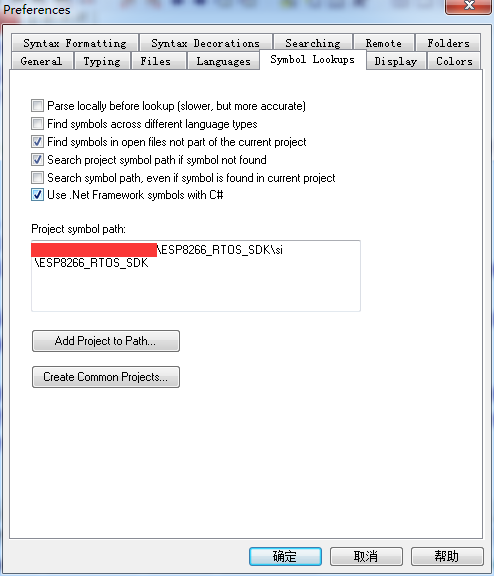 Preferences
Syntax Formatting
Syntax Decorations
Searching
Remote
Folders
General
Typing
Files
Languages
Symbol Lookups
Display
Colors
Parse locally before lookup (slower, but more accurate)
Find symbols across different language types
Find symbols in open files not part of the current project
Search project symbol path if symbol not found
Search symbol path, even if symbol is found in current project
Use .Net Framework symbols with C#
Project symbol path:
\ESP8266_RTOS_SDK\si
\ESP8266_RTOS_SDK
Add Project to Path...
Create Common Projects...
确定
取消
帮助